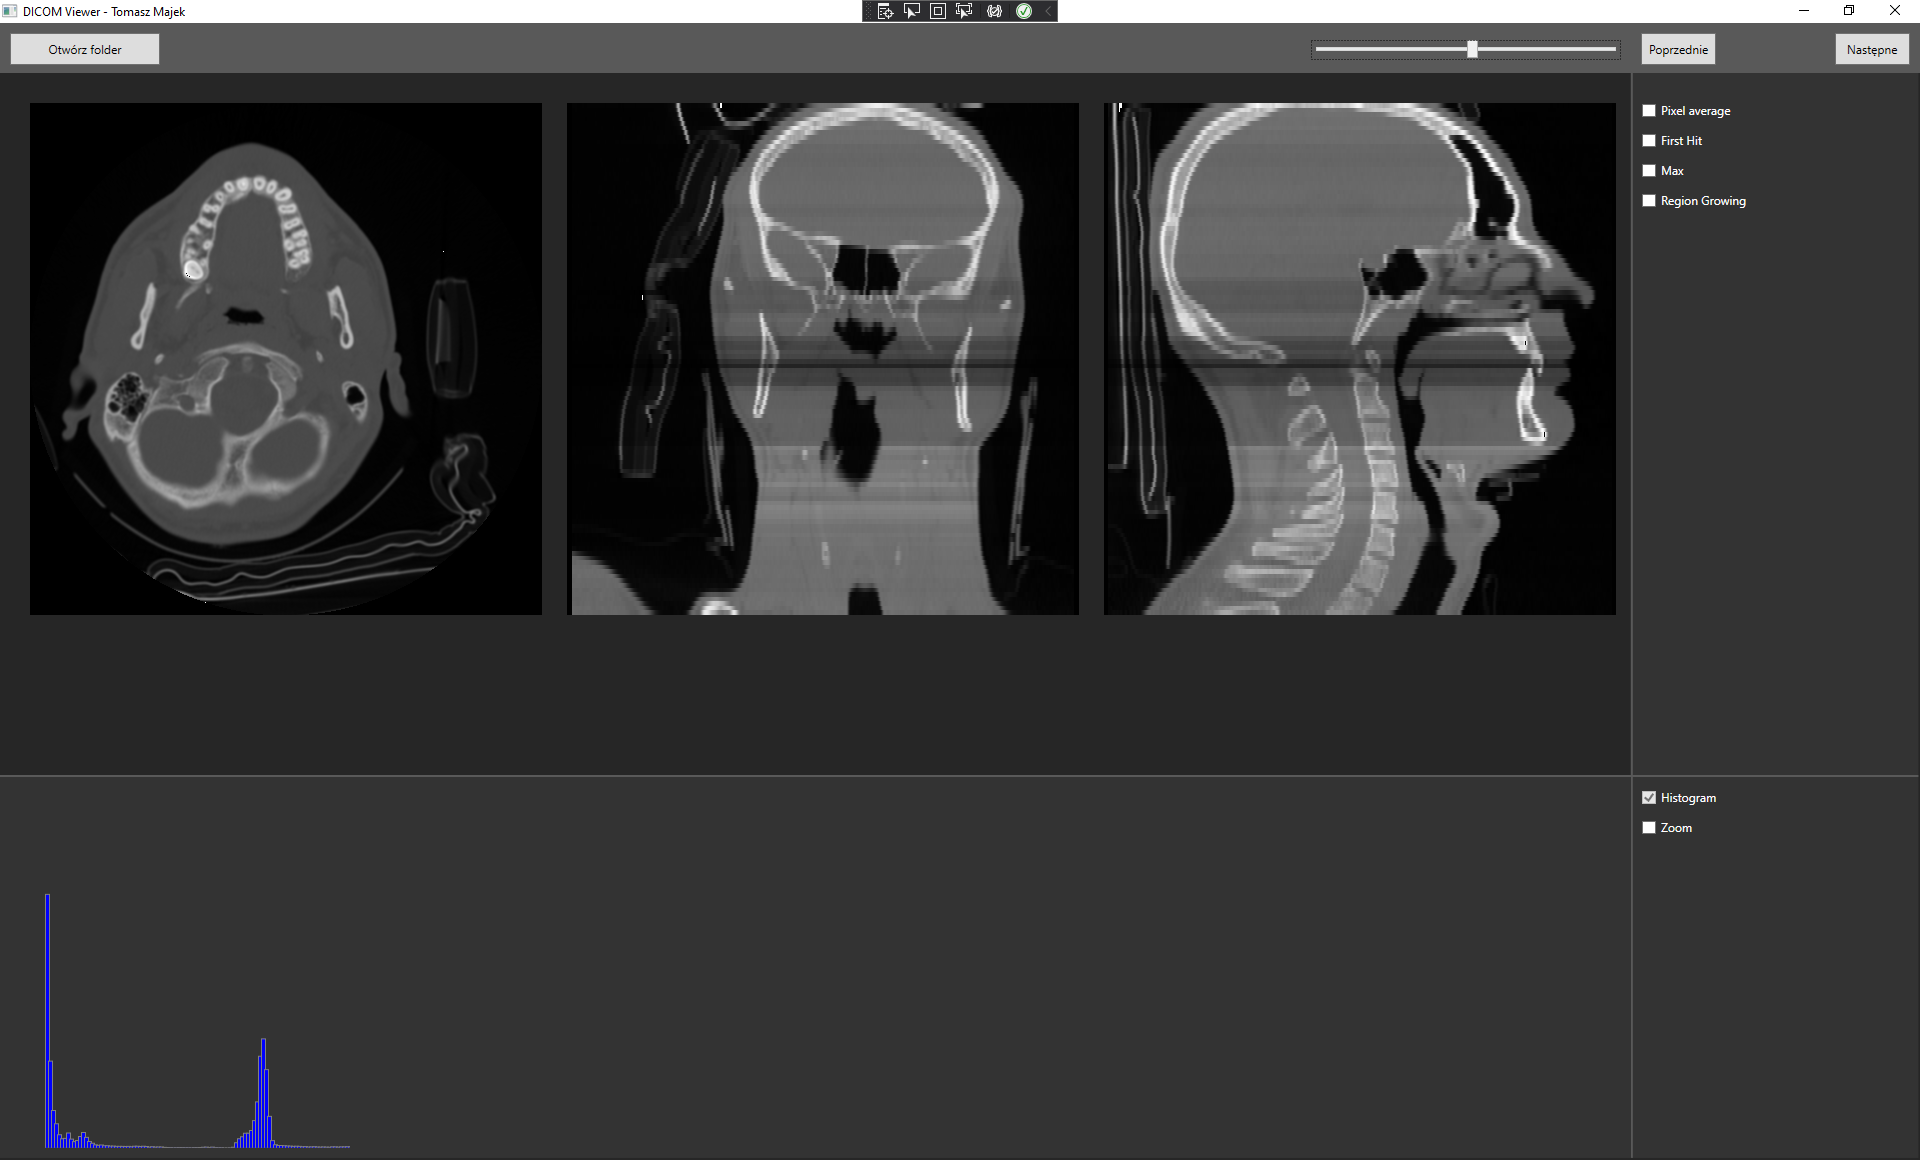 DICOM Viewer - Tomasz Majek
Otwórz folder
Poprzednie
Następne
Pixel average
First Hit
Max
Region Growing
Histogram
Zoom